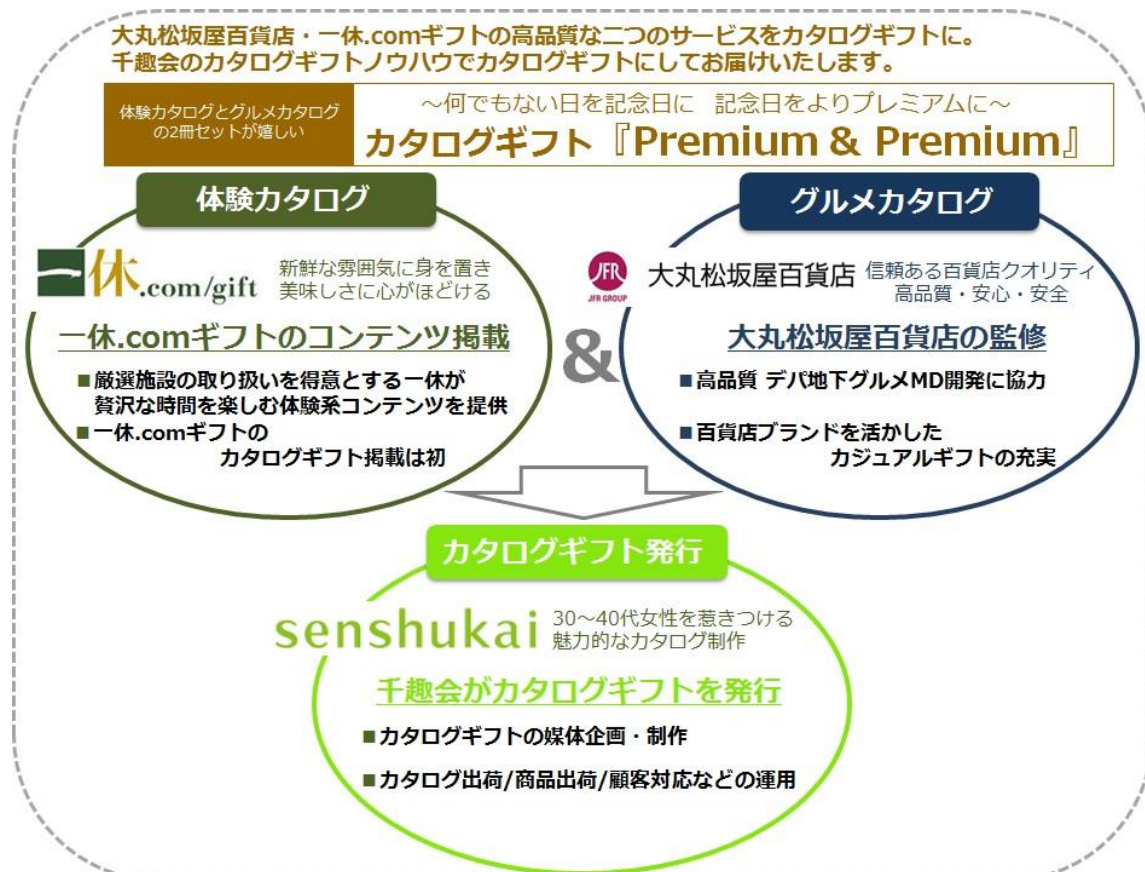 大丸松坂屋百貨店・一休.comギフトの高品質な二つのサービスをカタログギフトに。
千趣会のカタログギフトノウハウでカタログギフトにしてお届けいたします。
体験カタログとグルメカタログ
の2冊セットが嬉しい
～何でもない日を記念日に 記念日をよりプレミアムに～
カタログギフト『Premium & Premium』
体験カタログ
一休.com/gift
新鮮な雰囲気に身を置き
美味しさに心がほどける
一休.comギフトのコンテンツ掲載
■厳選施設の取り扱いを得意とする一休が
贅沢な時間を楽しむ体験系コンテンツを提供
■一休.comギフトの
カタログギフト掲載は初
&
グルメカタログ
JFR
JFR GROUP
大丸松坂屋百貨店
信頼ある百貨店クオリティ
高品質・安心・安全
大丸松坂屋百貨店の監修
■高品質 デパ地下グルメMD開発に協力
■百貨店ブランドを活かした
カジュアルギフトの充実
カタログギフト発行
senshukai
30～40代女性を惹きつける
魅力的なカタログ制作
千趣会がカタログギフトを発行
■カタログギフトの媒体企画・制作
■カタログ出荷/商品出荷/顧客対応などの運用